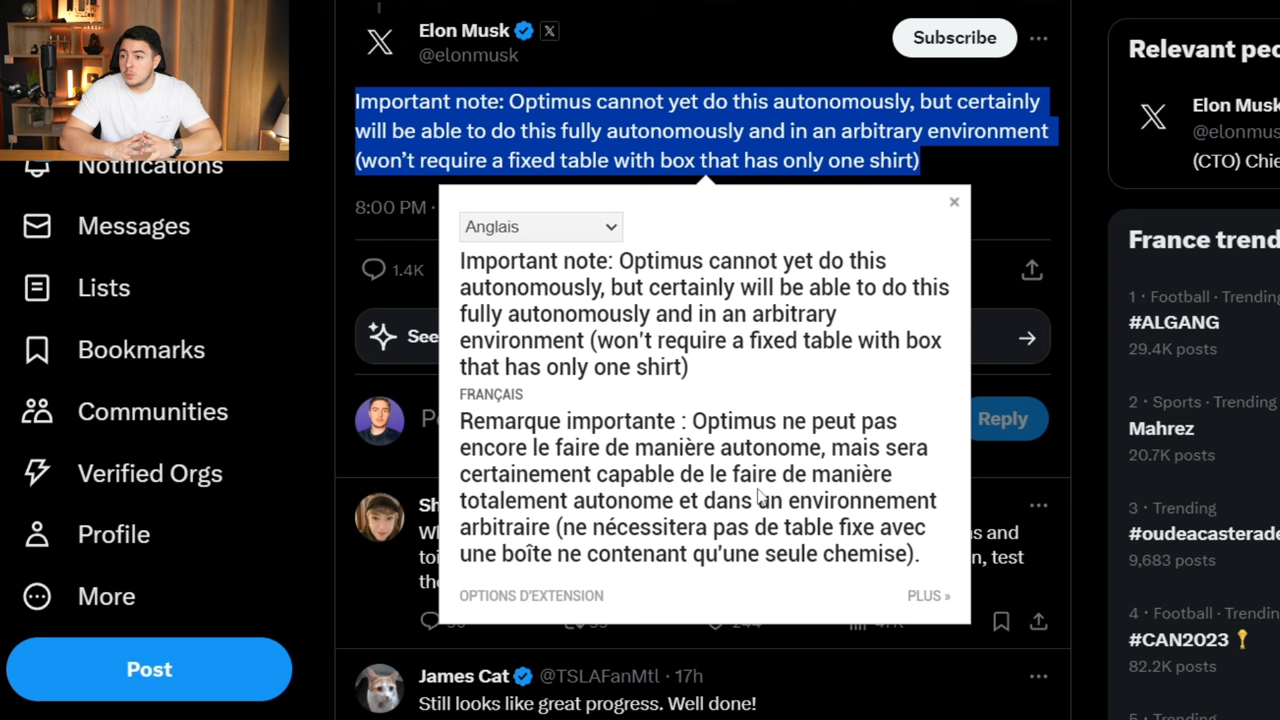 Elon Musk
@elonmusk
Subscribe
Important note: Optimus cannot yet do this autonomously, but certainly
will be able to do this fully autonomously and in an arbitrary environment
(won't require a fixed table with box that has only one shirt)
8:00 PM ·
1.4K
See
Reply
Anglais
Important note: Optimus cannot yet do this
autonomously, but certainly will be able to do this
fully autonomously and in an arbitrary
environment (won't require a fixed table with box
that has only one shirt)
FRANÇAIS
Remarque importante : Optimus ne peut pas
encore le faire de manière autonome, mais sera
certainement capable de le faire de manière
totalement autonome et dans un environnement
arbitraire (ne nécessitera pas de table fixe avec
une boîte ne contenant qu'une seule chemise).
OPTIONS D'EXTENSION
PLUS »
s and
n, test
James Cat @TSLAFanMtl · 17h
Still looks like great progress. Well done!
Notifications
Messages
Lists
Bookmarks
Communities
Verified Orgs
Profile
More
Post
Relevant peo
Elon Musk
@elonmus
(CTO) Chie
France trend
1 · Football · Trending
#ALGANG
29.4K posts
2 · Sports · Trending
Mahrez
20.7K posts
3 · Trending
#oudeacasterade
9,683 posts
4 · Football · Trendin
#CAN2023
82.2K posts